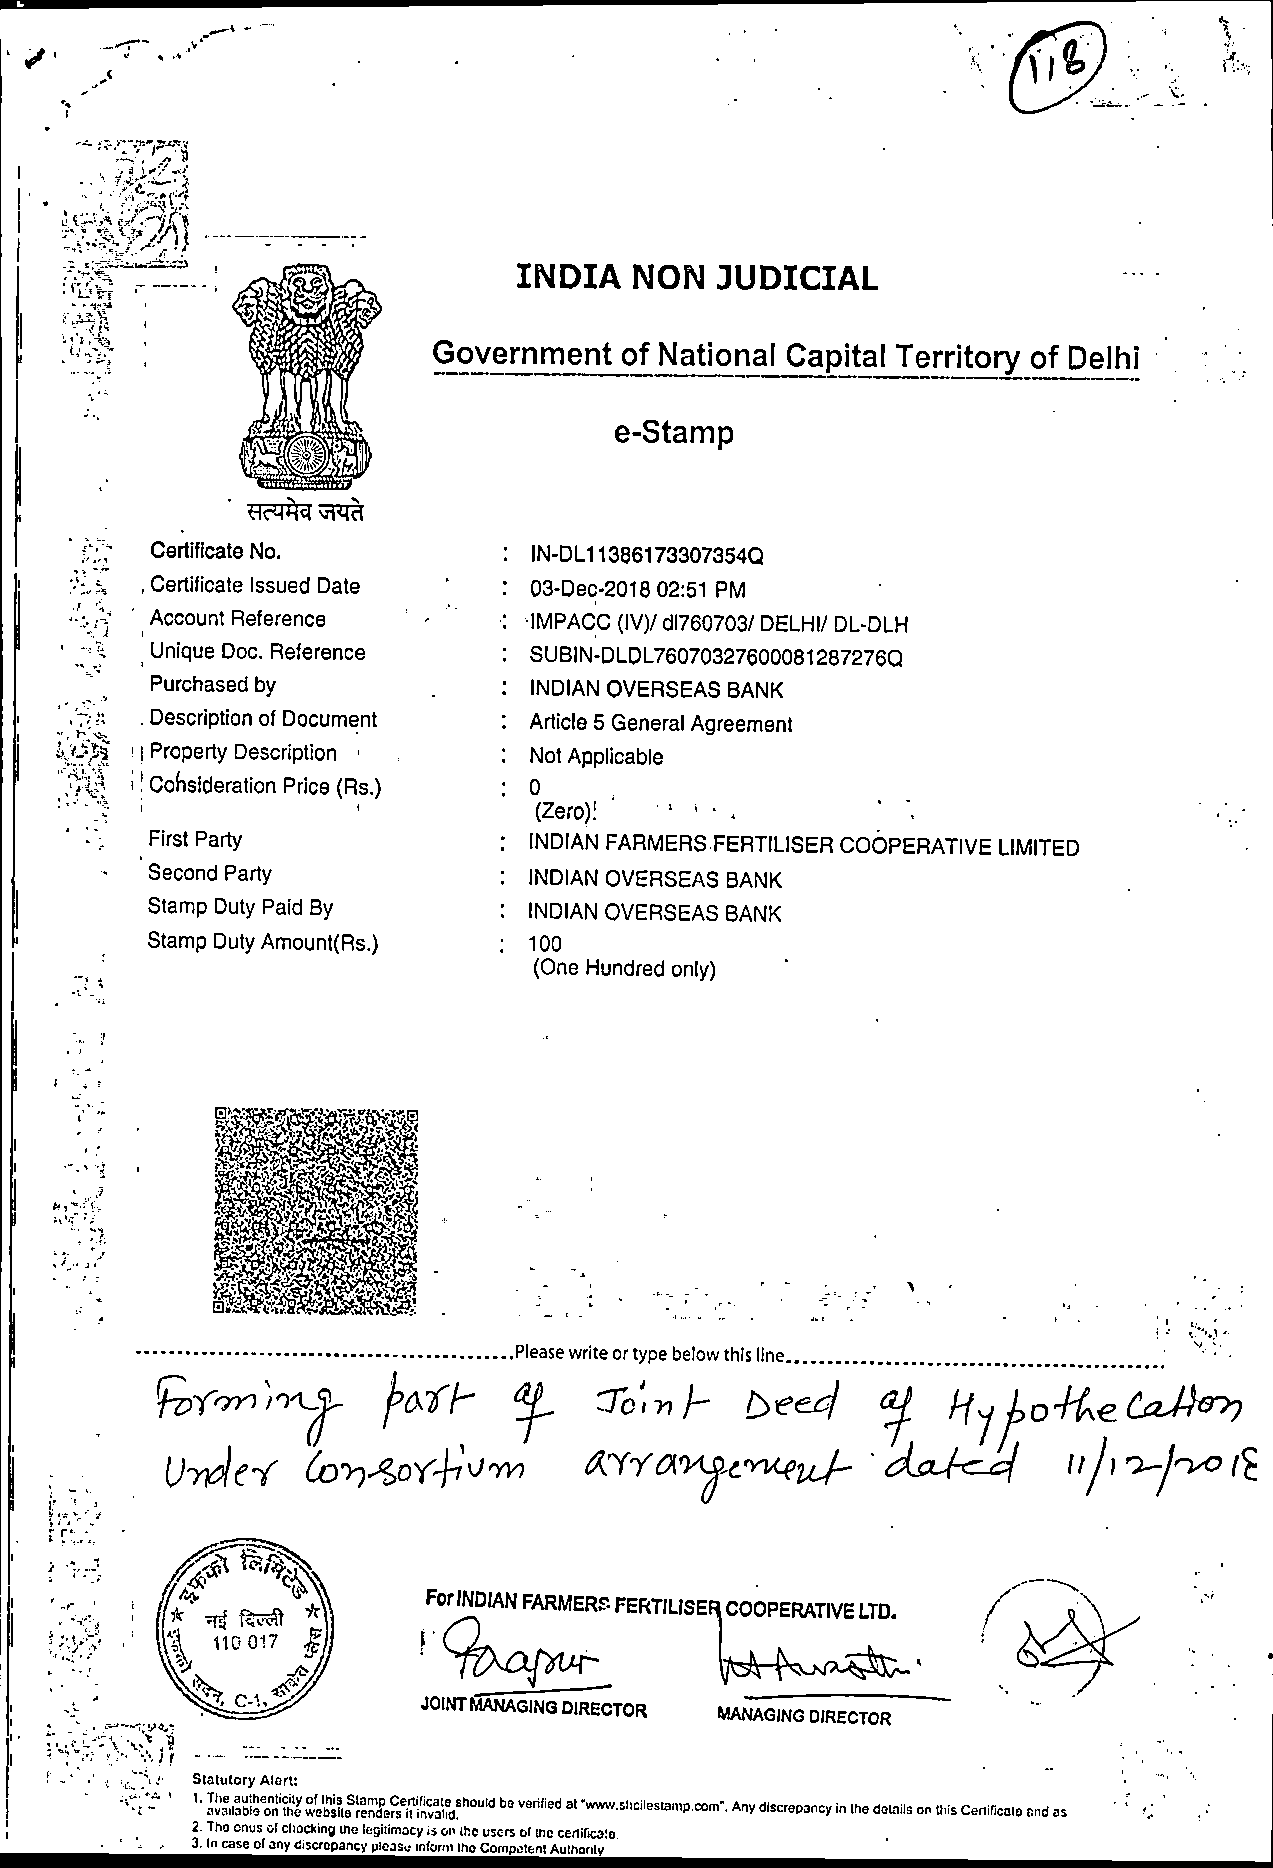 118
INDIA NON JUDICIAL
Government of National Capital Territory of Delhi
e-Stamp
सत्यमेव जयते
Certificate No. : IN-DL11386173307354Q
Certificate Issued Date : 03-Dec-2018 02:51 PM
Account Reference : IMPACC (IV)/ dl760703/ DELHI/ DL-DLH
Unique Doc. Reference : SUBIN-DLDL76070327600081287276Q
Purchased by : INDIAN OVERSEAS BANK
Description of Document : Article 5 General Agreement
Property Description : Not Applicable
Consideration Price (Rs.) : 0
(Zero)
First Party : INDIAN FARMERS FERTILISER COOPERATIVE LIMITED
Second Party : INDIAN OVERSEAS BANK
Stamp Duty Paid By : INDIAN OVERSEAS BANK
Stamp Duty Amount(Rs.) : 100
(One Hundred only)
Please write or type below this line
Forming part of Joint Deed of Hypothecation
Under Consortium arrangement dated 11/12/2018
इफको लिमिटेड
नई दिल्ली
110 017
इफको सदन, C-1, साकेत प्लेस
For INDIAN FARMERS FERTILISER COOPERATIVE LTD.
JOINT MANAGING DIRECTOR
MANAGING DIRECTOR
Statutory Alert:
1. The authenticity of this Stamp Certificate should be verified at "www.shcilestamp.com". Any discrepancy in the details on this Certificate and as
available on the website renders it invalid.
2. The onus of checking the legitimacy is on the users of the certificate.
3. In case of any discrepancy please inform the Competent Authority